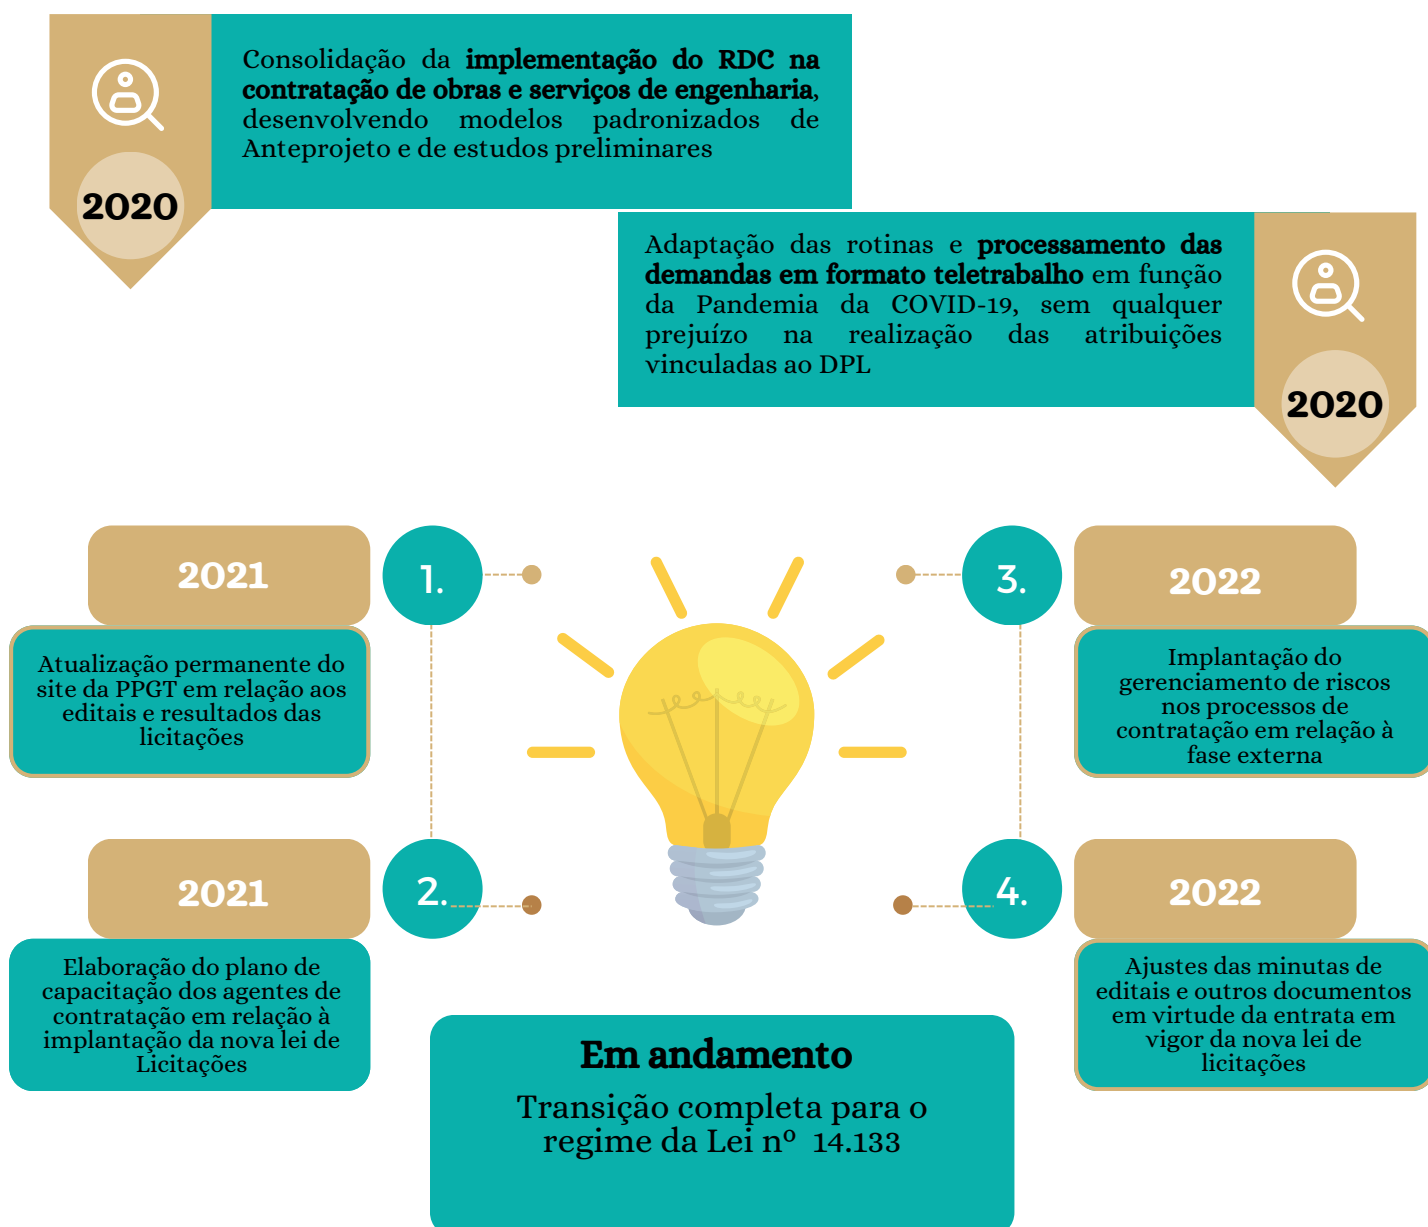 Consolidação da implementação do RDC na
contratação de obras e serviços de engenharia,
desenvolvendo modelos padronizados de
Anteprojeto e de estudos preliminares
2020
Adaptação das rotinas e processamento das
demandas em formato teletrabalho em função
da Pandemia da COVID-19, sem qualquer
prejuízo na realização das atribuições
vinculadas ao DPL
2020
2021
1.
Atualização permanente do
site da PPGT em relação aos
editais e resultados das
licitações
2021
2.
Elaboração do plano de
capacitação dos agentes de
contratação em relação à
implantação da nova lei de
Licitações
3.
2022
Implantação do
gerenciamento de riscos
nos processos de
contratação em relação à
fase externa
4.
2022
Ajustes das minutas de
editais e outros documentos
em virtude da entrata em
vigor da nova lei de
licitações
Em andamento
Transição completa para o
regime da Lei nº 14.133